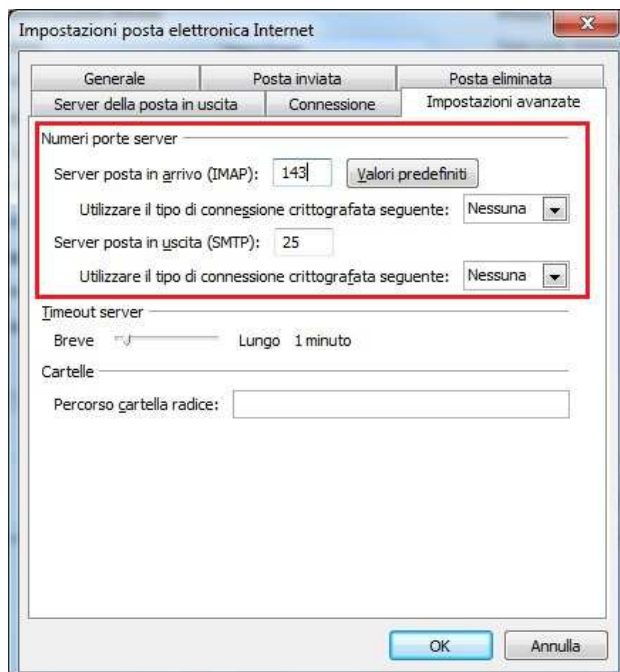 Impostazioni posta elettronica Internet
Generale Posta inviata Posta eliminata
Server della posta in uscita Connessione Impostazioni avanzate
Numeri porte server
Server posta in arrivo (IMAP): 143 Valori predefiniti
Utilizzare il tipo di connessione crittografata seguente: Nessuna
Server posta in uscita (SMTP): 25
Utilizzare il tipo di connessione crittografata seguente: Nessuna
Timeout server
Breve Lungo 1 minuto
Cartelle
Percorso cartella radice:
OK Annulla